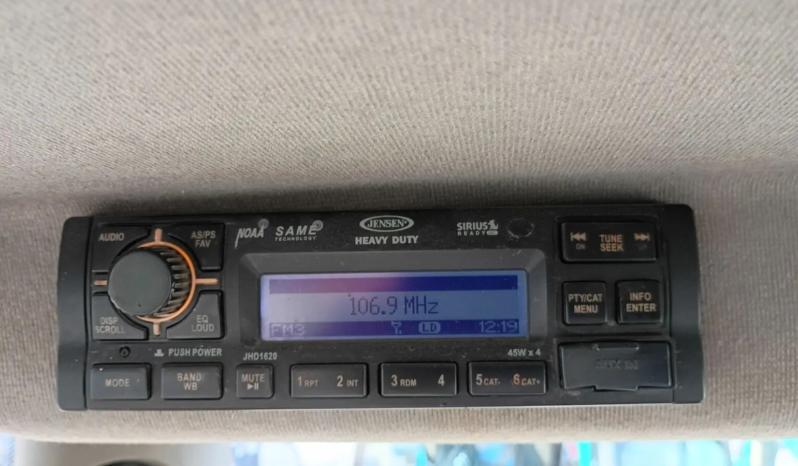 AUDIO
AS/PS
FAV
NOAA
SAME
TECHNOLOGY
JENSEN
HEAVY DUTY
SIRIUS
READY
TUNE
SEEK
DISP
SCROLL
EQ
LOUD
106.9 MHz
FM3
LD
12:19
PTY/CAT
MENU
INFO
ENTER
PUSH POWER
JHD1620
45W x 4
MODE
BAND/
WB
MUTE
1 RPT 2 INT
3 RDM 4
5 CAT- 6 CAT+